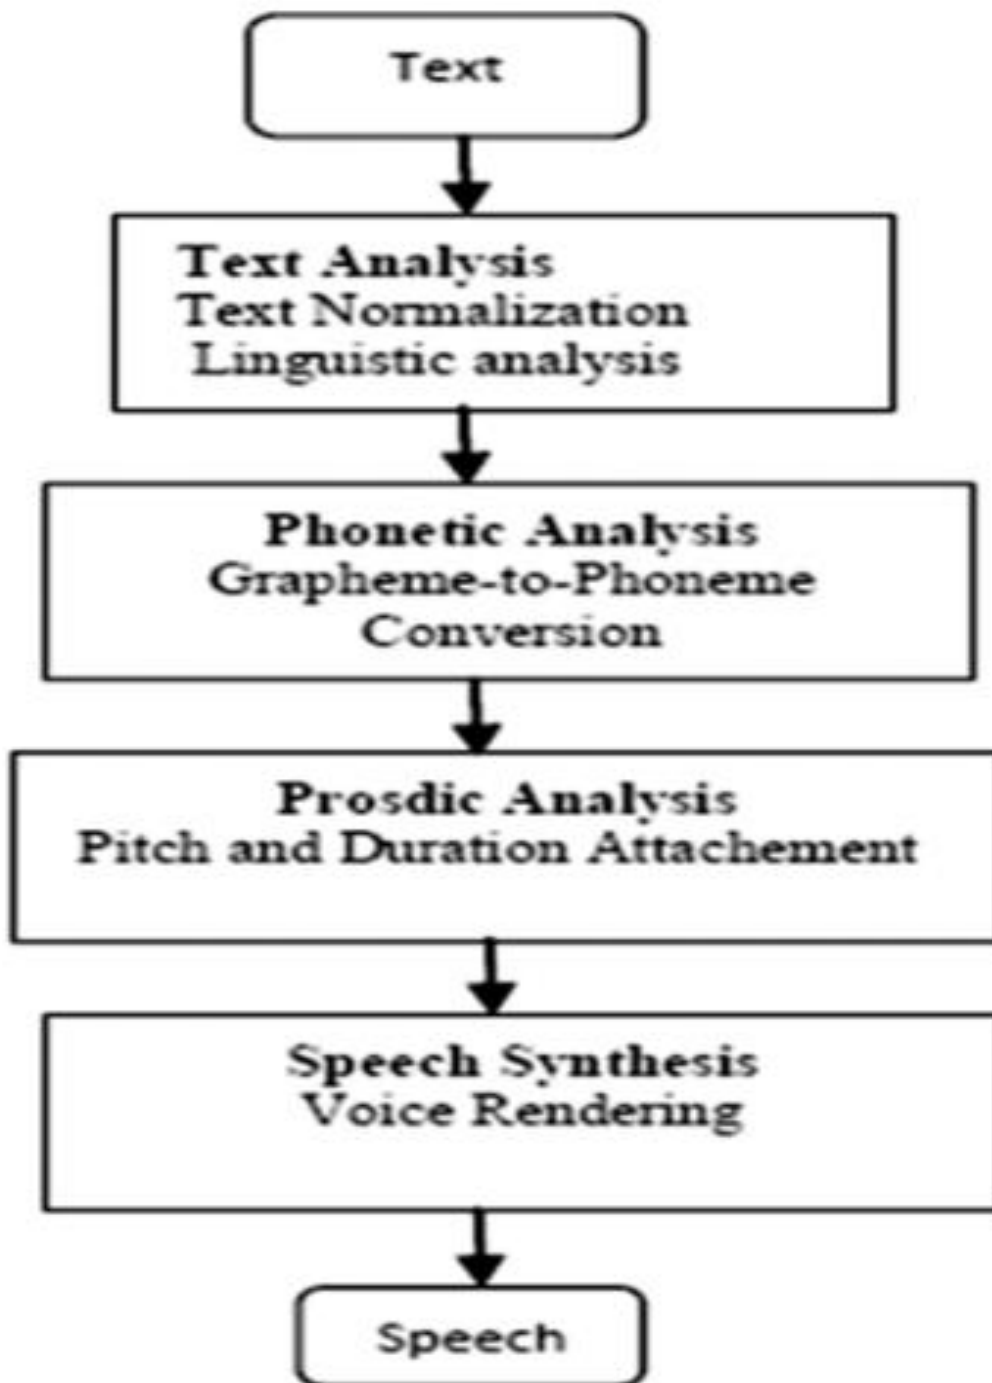 Text
Text Analysis
Text Normalization
Linguistic analysis
Phonetic Analysis
Grapheme-to-Phoneme
Conversion
Prosdic Analysis
Pitch and Duration Attachement
Speech Synthesis
Voice Rendering
Speech